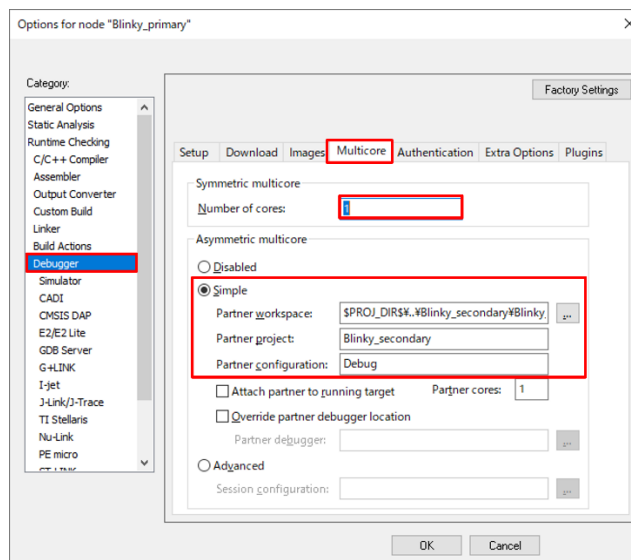 Options for node "Blinky_primary"
Category:
Factory Settings
General Options
Static Analysis
Runtime Checking
C/C++ Compiler
Assembler
Output Converter
Custom Build
Linker
Build Actions
Debugger
Simulator
CADI
CMSIS DAP
E2/E2 Lite
GDB Server
G+LINK
I-jet
J-Link/J-Trace
TI Stellaris
Nu-Link
PE micro
ST-LINK
Setup Download Images Multicore Authentication Extra Options Plugins
Symmetric multicore
Number of cores: 1
Asymmetric multicore
Disabled
Simple
Partner workspace: $PROJ_DIR$¥..¥Blinky_secondary¥Blinky_ ...
Partner project: Blinky_secondary
Partner configuration: Debug
Attach partner to running target Partner cores: 1
Override partner debugger location
Partner debugger: ...
Advanced
Session configuration: ...
OK Cancel